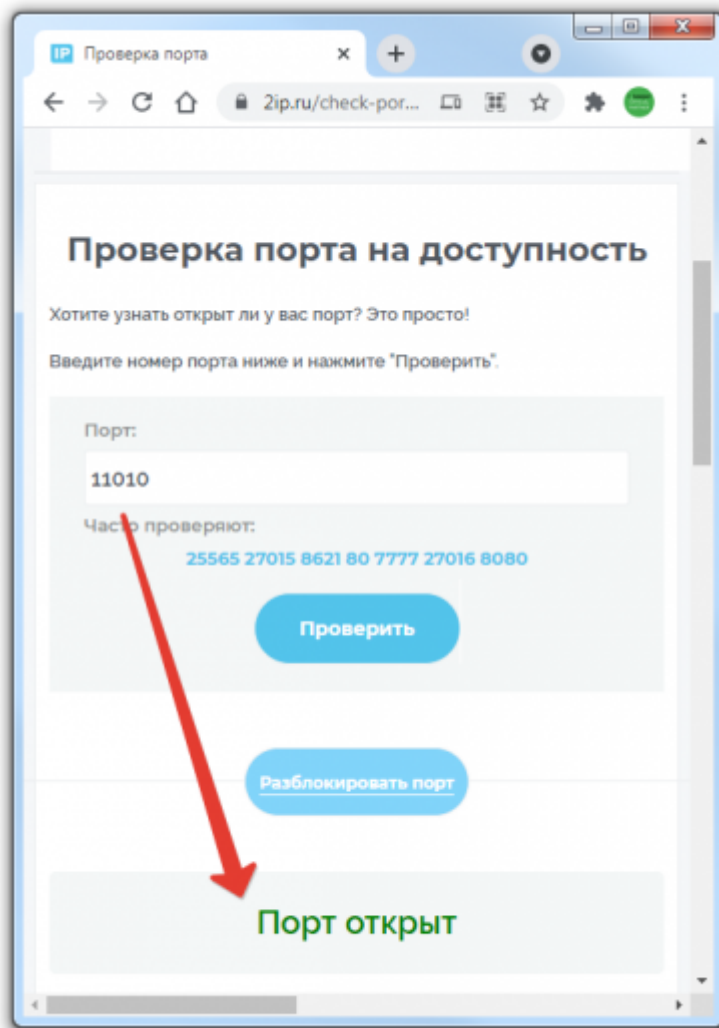 IP Проверка порта
2ip.ru/check-por...
Проверка порта на доступность
Хотите узнать открыт ли у вас порт? Это просто!
Введите номер порта ниже и нажмите "Проверить".
Порт:
11010
Часто проверяют:
25565 27015 8621 80 7777 27016 8080
Проверить
Разблокировать порт
Порт открыт